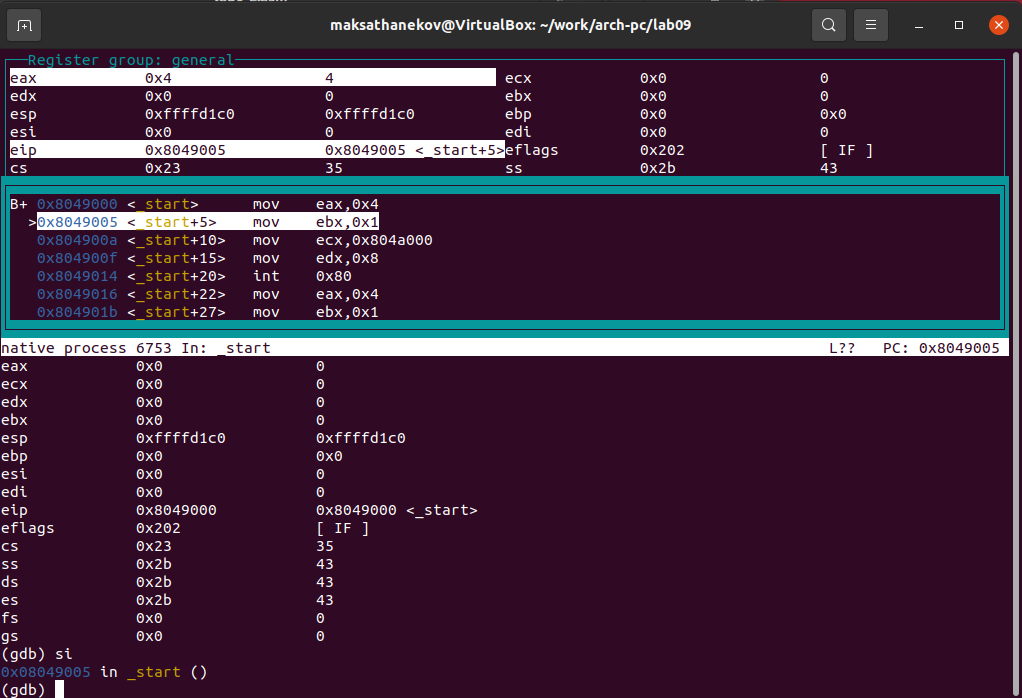 maksathanekov@VirtualBox: ~/work/arch-pc/lab09
Register group: general
eax 0x4 4 ecx 0x0 0
edx 0x0 0 ebx 0x0 0
esp 0xffffd1c0 0xffffd1c0 ebp 0x0 0x0
esi 0x0 0 edi 0x0 0
eip 0x8049005 0x8049005 <_start+5>eflags 0x202 [ IF ]
cs 0x23 35 ss 0x2b 43
B+ 0x8049000 <_start> mov eax,0x4
>0x8049005 <_start+5> mov ebx,0x1
0x804900a <_start+10> mov ecx,0x804a000
0x804900f <_start+15> mov edx,0x8
0x8049014 <_start+20> int 0x80
0x8049016 <_start+22> mov eax,0x4
0x804901b <_start+27> mov ebx,0x1
native process 6753 In: _start L?? PC: 0x8049005
eax 0x0 0
ecx 0x0 0
edx 0x0 0
ebx 0x0 0
esp 0xffffd1c0 0xffffd1c0
ebp 0x0 0x0
esi 0x0 0
edi 0x0 0
eip 0x8049000 0x8049000 <_start>
eflags 0x202 [ IF ]
cs 0x23 35
ss 0x2b 43
ds 0x2b 43
es 0x2b 43
fs 0x0 0
gs 0x0 0
(gdb) si
0x08049005 in _start ()
(gdb)